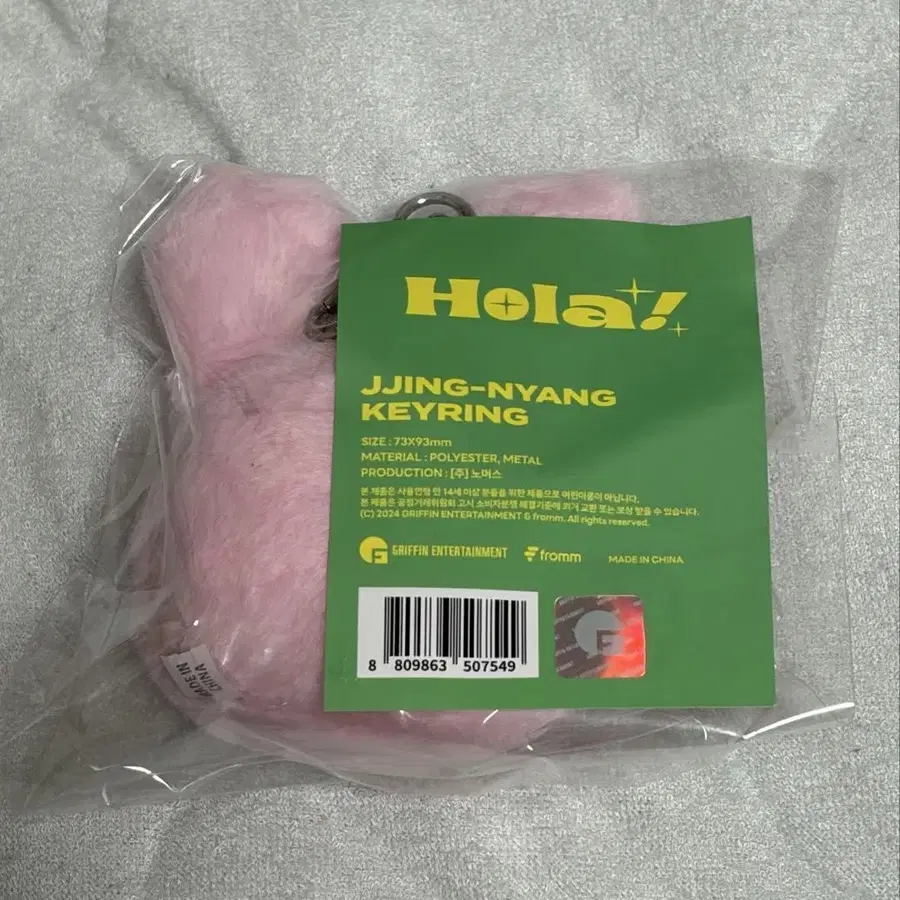 Hola!
JJING-NYANG
KEYRING
SIZE : 73X93mm
MATERIAL : POLYESTER, METAL
PRODUCTION : [주] 노머스
본 제품은 사용연령 만 14세 이상 분들을 위한 제품으로 어린이용이 아닙니다.
본 제품은 공정거래위원회 고시 소비자분쟁 해결기준에 의거 교환 또는 보상 받을 수 있습니다.
(C) 2024 GRIFFIN ENTERTAINMENT & fromm. All rights reserved.
GRIFFIN ENTERTAINMENT fromm MADE IN CHINA
8 809863 507549
MADE IN
CHINA